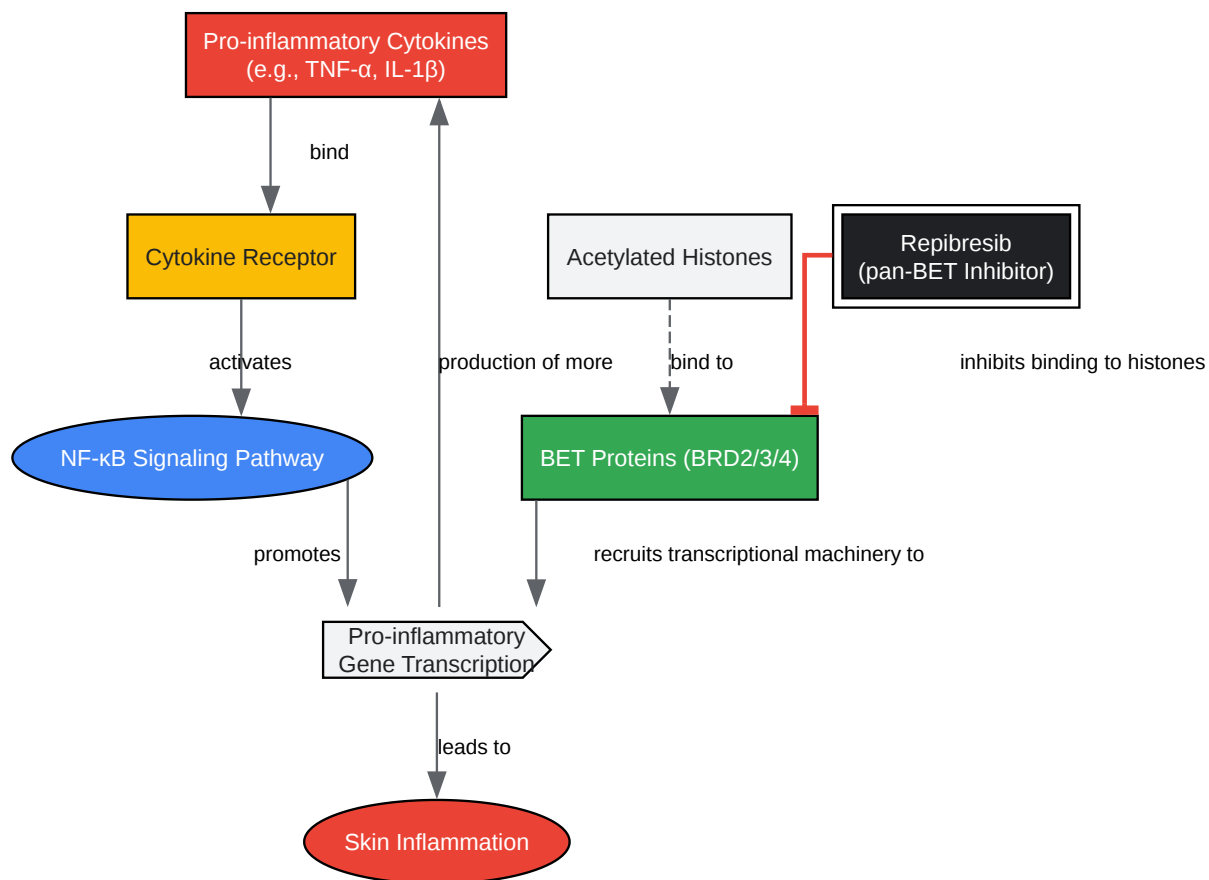 Pro-inflammatory Cytokines
(e.g., TNF-α, IL-1β)
bind
Cytokine Receptor
Acetylated Histones
Repibresib
(pan-BET Inhibitor)
activates
production of more
bind to
inhibits binding to histones
NF-κB Signaling Pathway
BET Proteins (BRD2/3/4)
promotes
recruits transcriptional machinery to
Pro-inflammatory
Gene Transcription
leads to
Skin Inflammation